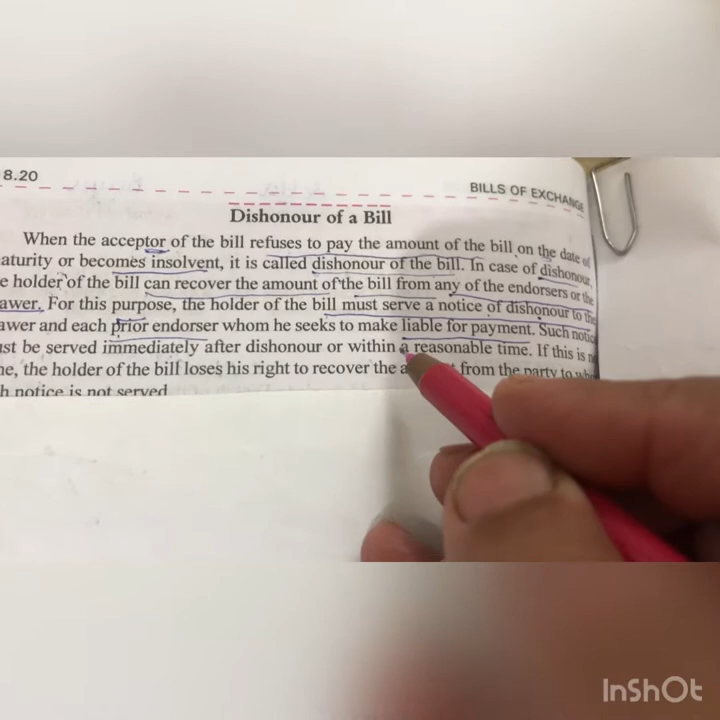 8.20
BILLS OF EXCHANGE
Dishonour of a Bill
When the acceptor of the bill refuses to pay the amount of the bill on the date of
aturity or becomes insolvent, it is called dishonour of the bill. In case of dishonour,
e holder of the bill can recover the amount of the bill from any of the endorsers or the
awer. For this purpose, the holder of the bill must serve a notice of dishonour to the
awer and each prior endorser whom he seeks to make liable for payment. Such notic
ust be served immediately after dishonour or within a reasonable time. If this is n
ne, the holder of the bill loses his right to recover the a from the party to wh
h notice is not served
InShOt